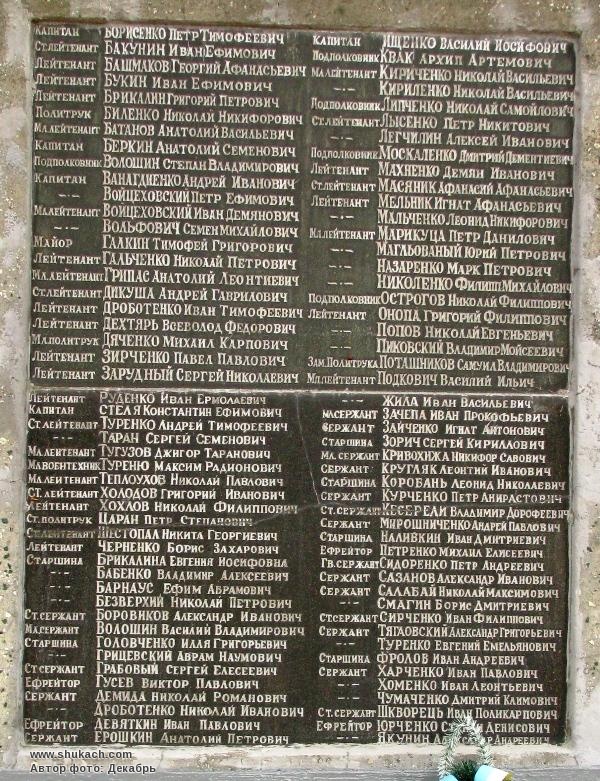 Капитан Борисенко Петр Тимофеевич
Ст.лейтенант Бакунин Иван Ефимович
Лейтенант Башмаков Георгий Афанасьевич
Лейтенант Букин Иван Ефимович
Лейтенант Брикалин Григорий Петрович
Политрук Биленко Николай Никифорович
Мл.лейтенант Батанов Анатолий Васильевич
Капитан Беркин Анатолий Семенович
Подполковник Волошин Степан Владимирович
Капитан Ванагдиенко Андрей Иванович
–"– Войцеховский Петр Ефимович
Мл.лейтенант Войцеховский Иван Демянович
–"– Вольфович Семен Михайлович
Майор Галкин Тимофей Григорович
Лейтенант Гальченко Николай Петрович
Мл.лейтенант Грипас Анатолий Леонтиевич
Ст.лейтенант Дикуша Андрей Гаврилович
Лейтенант Дроботенко Иван Тимофеевич
Лейтенант Дехтярь Всеволод Федорович
Мл.политрук Дяченко Михаил Карпович
Лейтенант Зирченко Павел Павлович
Лейтенант Зарудный Сергей Николаевич
Лейтенант Руденко Иван Ермолаевич
Капитан Стеля Константин Ефимович
Ст.лейтенант Туренко Андрей Тимофеевич
–"– Таран Сергей Семенович
Мл.лейтенант Тугузов Джигор Таранович
Мл.воентехник Туреню Максим Радионович
Мл.лейтенант Теплоухов Николай Павлович
Ст.лейтенант Холодов Григорий Иванович
Лейтенант Хохлов Николай Филиппович
Ст.политрук Царан Петр Степанович
Ст.лейтенант Шестопал Никита Георгиевич
Лейтенант Черненко Борис Захарович
Старшина Брикалина Евгения Иосифовна
–"– Бабенко Владимир Алексеевич
–"– Барнаус Ефим Абрамович
–"– Безверхий Николай Петрович
Ст.сержант Боровиков Александр Иванович
Мл.сержант Волошин Василий Владимирович
Старшина Головченко Илля Григорьевич
–"– Грицевский Аврам Наумович
Ст.сержант Грабовый Сергей Елесеевич
Ефрейтор Гусев Виктор Павлович
Сержант Демида Николай Романович
–"– Дроботенко Николай Иванович
Ефрейтор Девяткин Иван Павлович
Сержант Ерошкин Анатолий Петрович
Капитан Ищенко Василий Иосифович
Подполковник Квак Архип Артемович
Мл.лейтенант Кириченко Николай Васильевич
–"– Кириленко Николай Васильевич
Подполковник Липченко Николай Самойлович
Ст.лейтенант Лысенко Петр Никитович
–"– Легчилин Алексей Иванович
Подполковник Москаленко Дмитрий Дементиевич
Лейтенант Махненко Демян Иванович
Ст.лейтенант Масяник Афанасий Афанасьевич
Лейтенант Мельник Игнат Афанасьевич
–"– Мальченко Леонид Никифорович
Мл.лейтенант Марикуца Петр Данилович
–"– Магльованый Юрий Петрович
–"– Назаренко Марк Петрович
–"– Николенко Филипп Михайлович
Подполковник Острогов Николай Филиппович
Лейтенант Онопа Григорий Филиппович
–"– Попов Николай Евгеньевич
–"– Пиковский Владимир Мойсеевич
Зам.политрука Поташников Самуил Владимирович
Мл.лейтенант Подкович Василий Ильич
–"– Жила Иван Васильевич
Мл.сержант Зачепа Иван Прокофьевич
Сержант Зайченко Игнат Антонович
Старшина Зорич Сергей Кириллович
Мл.сержант Кривохижа Никифор Савович
Сержант Кругляк Леонтий Иванович
Старшина Коробань Леонид Николаевич
Сержант Курченко Петр Анирастович
Ст.сержант Кесерели Владимир Дорофеевич
Сержант Мирошниченко Андрей Павлович
Старшина Наливкин Иван Дмитриевич
Ефрейтор Петренко Михаил Елисеевич
Гв.сержант Сидоренко Петр Андреевич
Сержант Сазанов Александр Иванович
Сержант Салабай Николай Максимович
–"– Смагин Борис Дмитриевич
Ст.сержант Сирченко Иван Филиппович
Сержант Тягловский Александр Григорьевич
–"– Туренко Евгений Емельянович
Старшина Фролов Иван Андреевич
Сержант Харченко Иван Павлович
–"– Хоменко Иван Леонтьевич
–"– Чумаченко Дмитрий Климович
Ст.сержант Шкворець Иван Поликарпович
Ефрейтор Юрченко Денисович
–"– Якунин Александр Андреевич
www.shukach.com
Автор фото: Декабрь